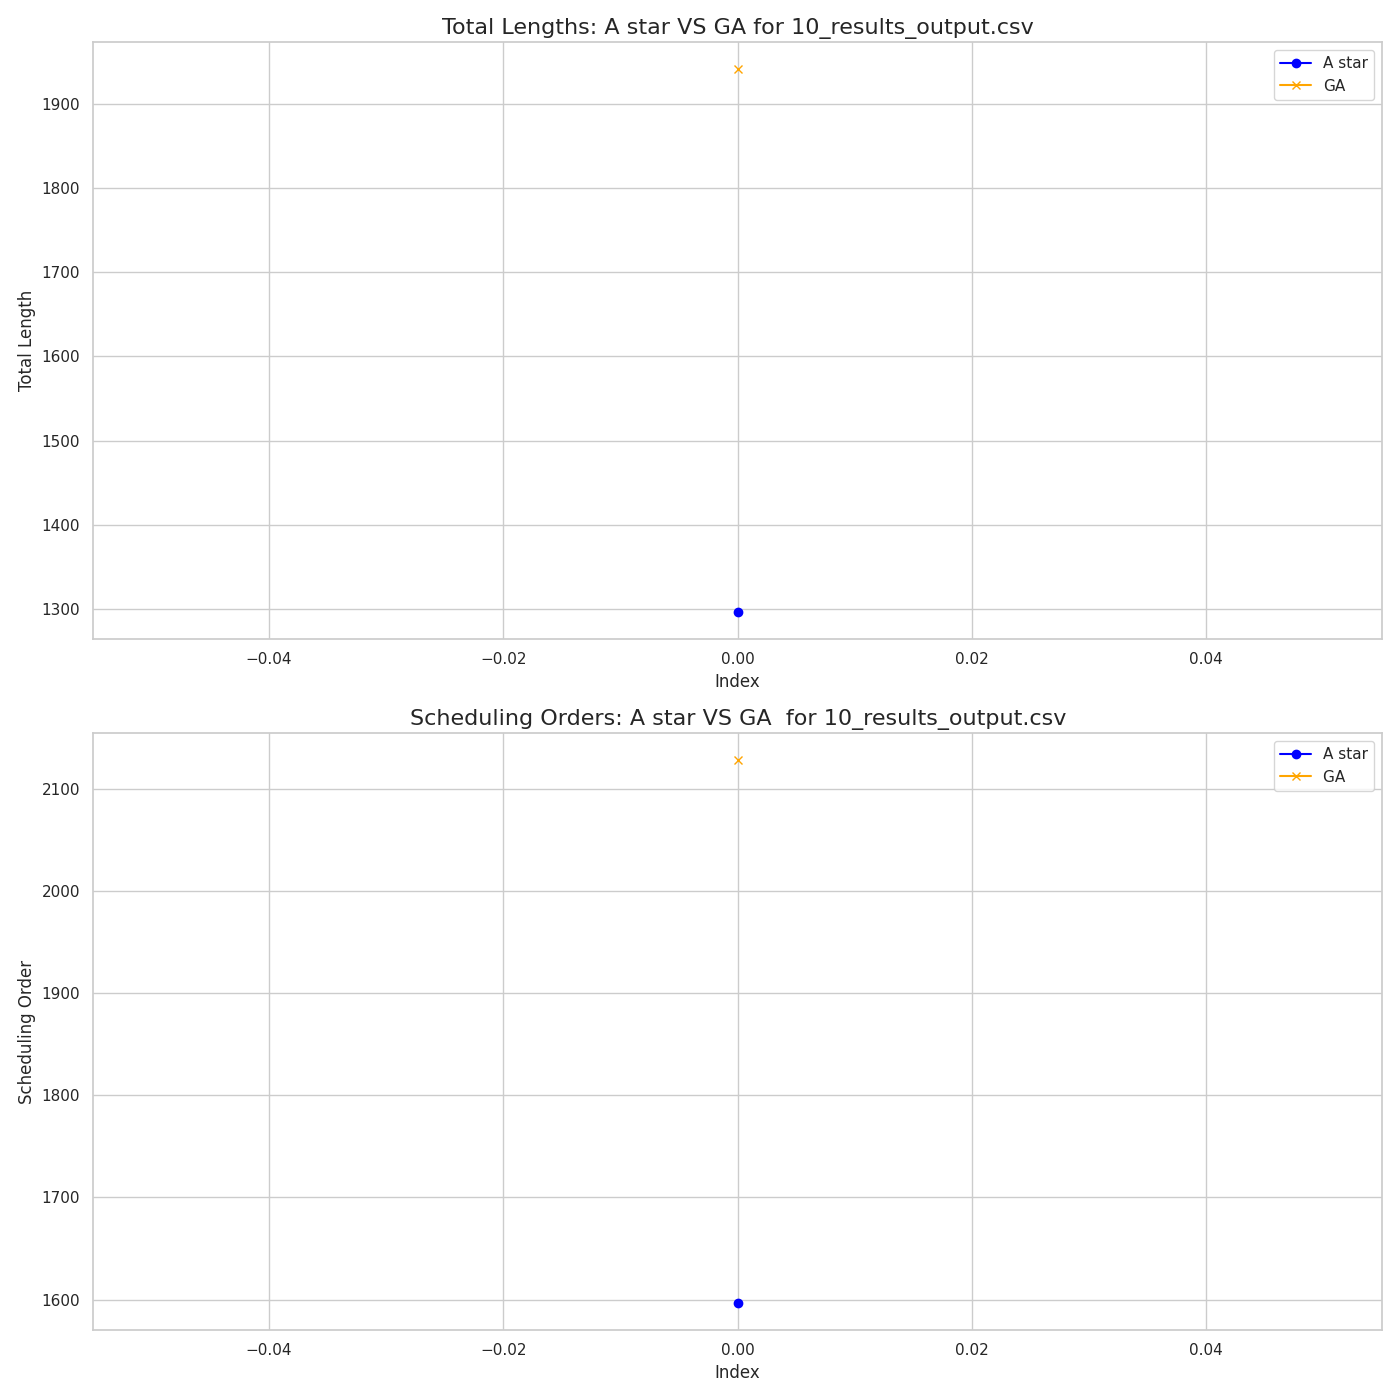 Total Lengths: A star VS GA for 10_results_output.csv
A star
GA
1900
1800
1700
1600
1500
1400
1300
Total Length
−0.04 −0.02 0.00 0.02 0.04
Index
Scheduling Orders: A star VS GA  for 10_results_output.csv
A star
GA
2100
2000
1900
1800
1700
1600
Scheduling Order
−0.04 −0.02 0.00 0.02 0.04
Index